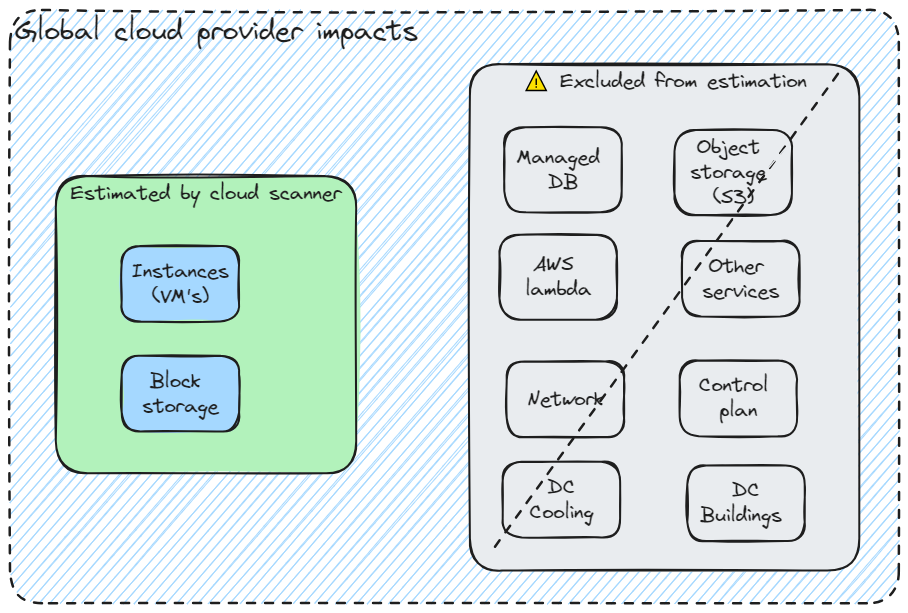 Global cloud provider impacts
Excluded from estimation
Managed
DB
Object
storage
(S3)
Estimated by cloud scanner
Instances
(VM's)
AWS
lambda
Other
services
Block
storage
Network
Control
plan
DC
Cooling
DC
Buildings